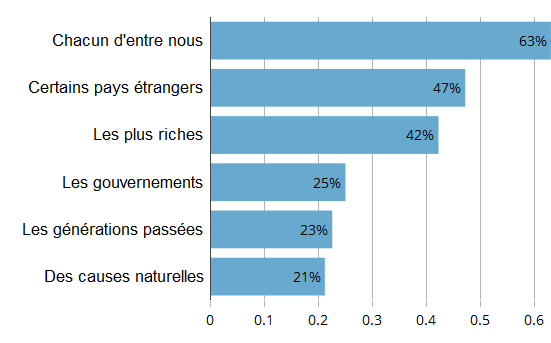 Chacun d'entre nous 63%
Certains pays étrangers 47%
Les plus riches 42%
Les gouvernements 25%
Les générations passées 23%
Des causes naturelles 21%
0 0.1 0.2 0.3 0.4 0.5 0.6